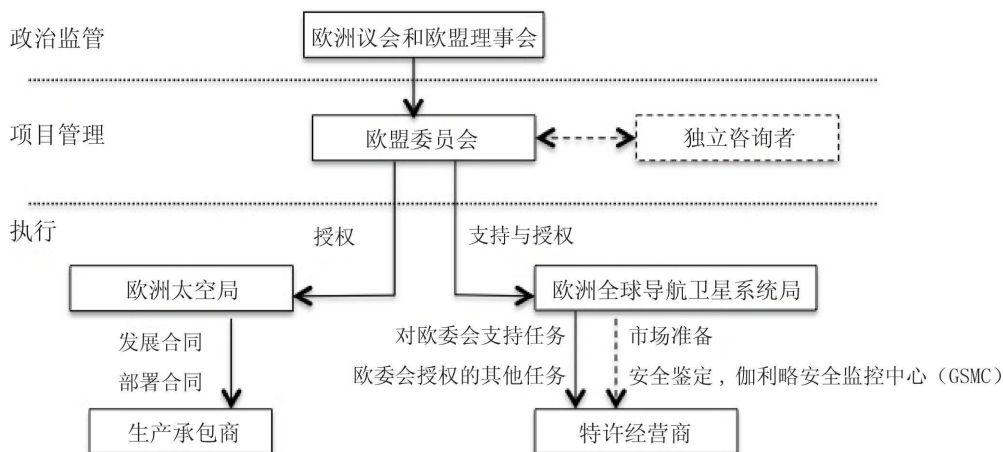 政治监管
欧洲议会和欧盟理事会
项目管理
欧盟委员会
独立咨询者
执行
授权
支持与授权
欧洲太空局
欧洲全球导航卫星系统局
发展合同
部署合同
对欧委会支持任务
欧委会授权的其他任务
市场准备
安全鉴定，伽利略安全监控中心（GSMC）
生产承包商
特许经营商